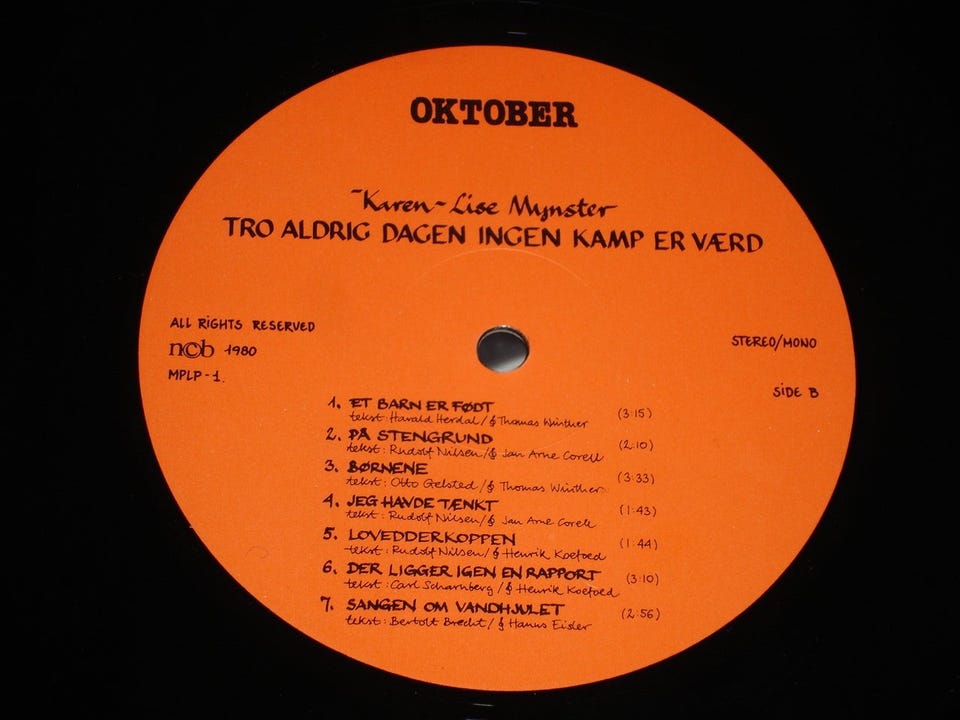 OKTOBER
Karen-Lise Mynster
TRO ALDRIG DAGEN INGEN KAMP ER VÆRD
ALL RIGHTS RESERVED
n©b 1980
MPLP-1.
STEREO/MONO
SIDE B
1. ET BARN ER FØDT (3:15)
tekst: Harald Herdal / Thomas Winther
2. PÅ STENGRUND (2:10)
tekst: Rudolf Nilsen / Jan Arne Corell
3. BØRNENE (3:33)
tekst: Otto Gelsted / Thomas Winther
4. JEG HAVDE TÆNKT (1:43)
tekst: Rudolf Nilsen / Jan Arne Corell
5. LOVEDDERKOPPEN (1:44)
tekst: Rudolf Nilsen / Henrik Koefoed
6. DER LIGGER IGEN EN RAPPORT (3:10)
tekst: Carl Scharnberg / Henrik Koefoed
7. SANGEN OM VANDHJULET (2:56)
tekst: Bertolt Brecht / Hanns Eisler